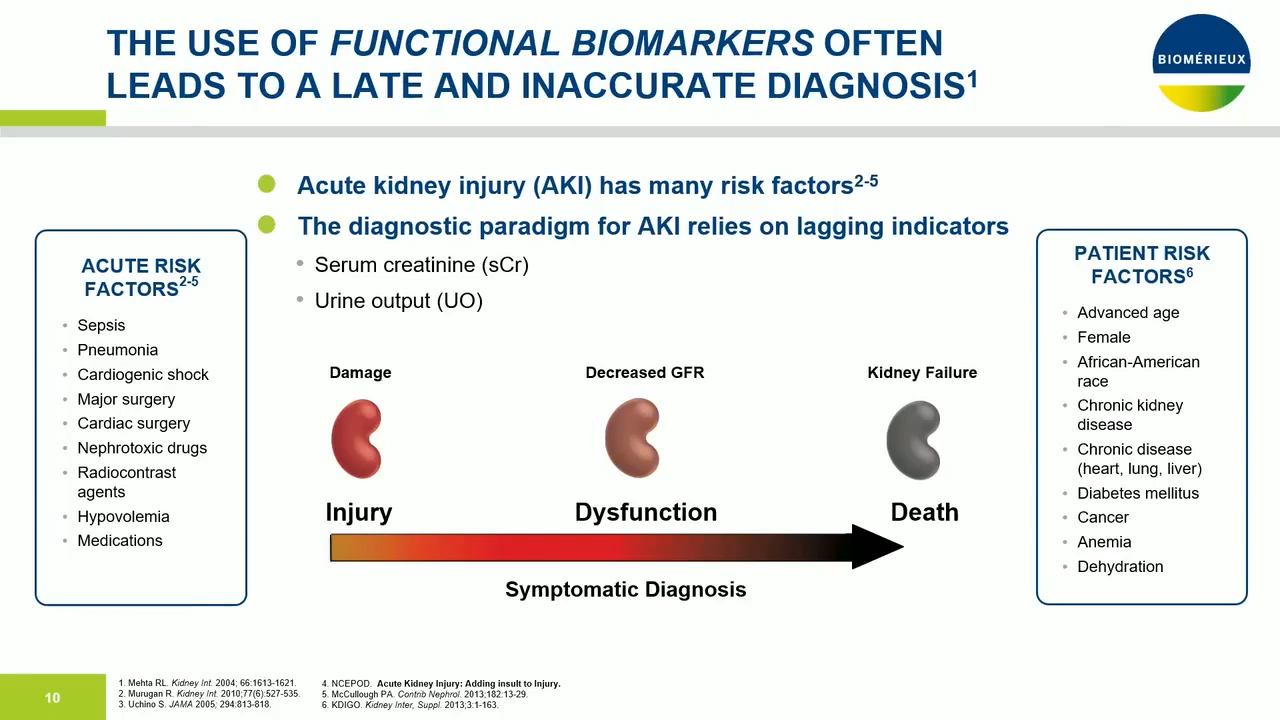 THE USE OF FUNCTIONAL BIOMARKERS OFTEN
LEADS TO A LATE AND INACCURATE DIAGNOSIS1
BIOMÉRIEUX
Acute kidney injury (AKI) has many risk factors2-5
The diagnostic paradigm for AKI relies on lagging indicators
Serum creatinine (sCr)
Urine output (UO)
ACUTE RISK
FACTORS2-5
Sepsis
Pneumonia
Cardiogenic shock
Major surgery
Cardiac surgery
Nephrotoxic drugs
Radiocontrast
agents
Hypovolemia
Medications
Damage
Decreased GFR
Kidney Failure
Injury
Dysfunction
Death
Symptomatic Diagnosis
PATIENT RISK
FACTORS6
Advanced age
Female
African-American
race
Chronic kidney
disease
Chronic disease
(heart, lung, liver)
Diabetes mellitus
Cancer
Anemia
Dehydration
10
1. Mehta RL. Kidney Int. 2004; 66:1613-1621.
2. Murugan R. Kidney Int. 2010;77(6):527-535.
3. Uchino S. JAMA 2005; 294:813-818.
4. NCEPOD. Acute Kidney Injury: Adding insult to Injury.
5. McCullough PA. Contrib Nephrol. 2013;182:13-29.
6. KDIGO. Kidney Inter, Suppl. 2013;3:1-163.